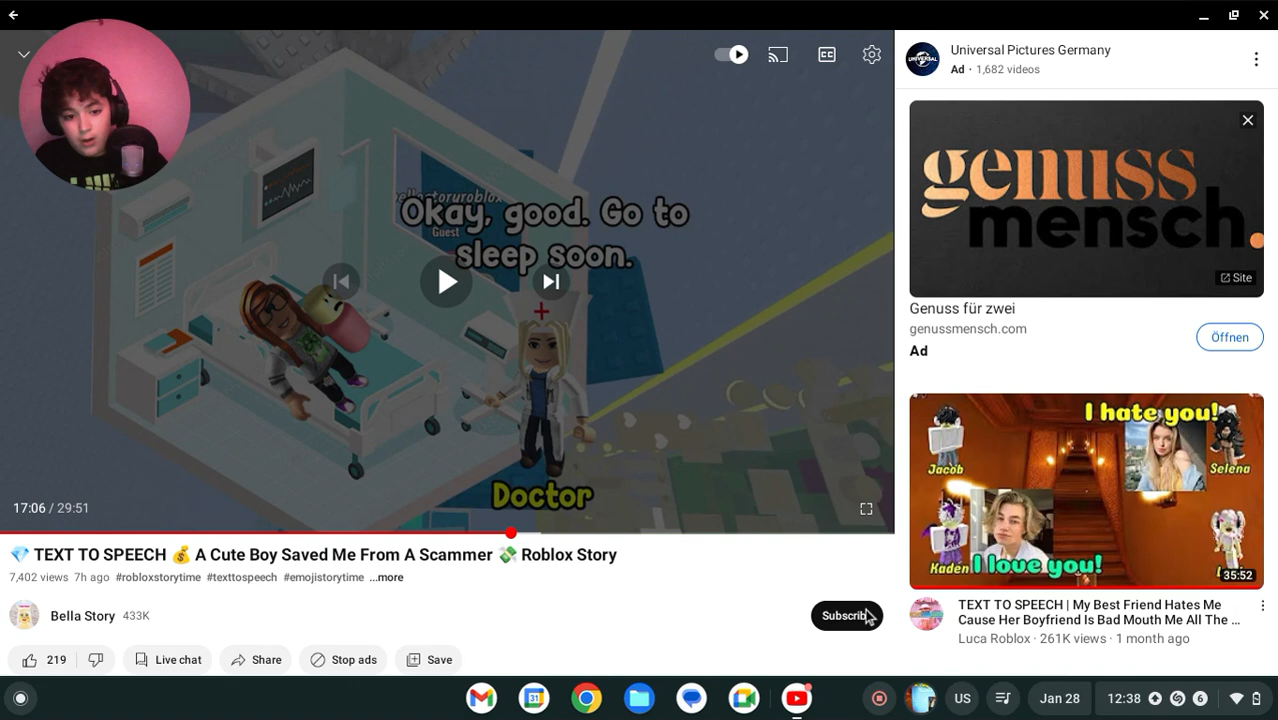 Universal Pictures Germany
Ad · 1,682 videos
genuss
mensch.
Site
Genuss für zwei
genussmensch.com
Ad
Öffnen
Guest
Okay, good. Go to
sleep soon.
Doctor
17:06 / 29:51
I hate you!
Jacob
Selena
Kaden
I love you!
35:52
💎 TEXT TO SPEECH 💰 A Cute Boy Saved Me From A Scammer 💸 Roblox Story
7,402 views 7h ago #robloxstorytime #texttospeech #emojistorytime ...more
Bella Story 433K
219
Live chat
Share
Stop ads
Save
TEXT TO SPEECH | My Best Friend Hates Me
Cause Her Boyfriend Is Bad Mouth Me All The ...
Luca Roblox · 261K views · 1 month ago
US
Jan 28
12:38
6